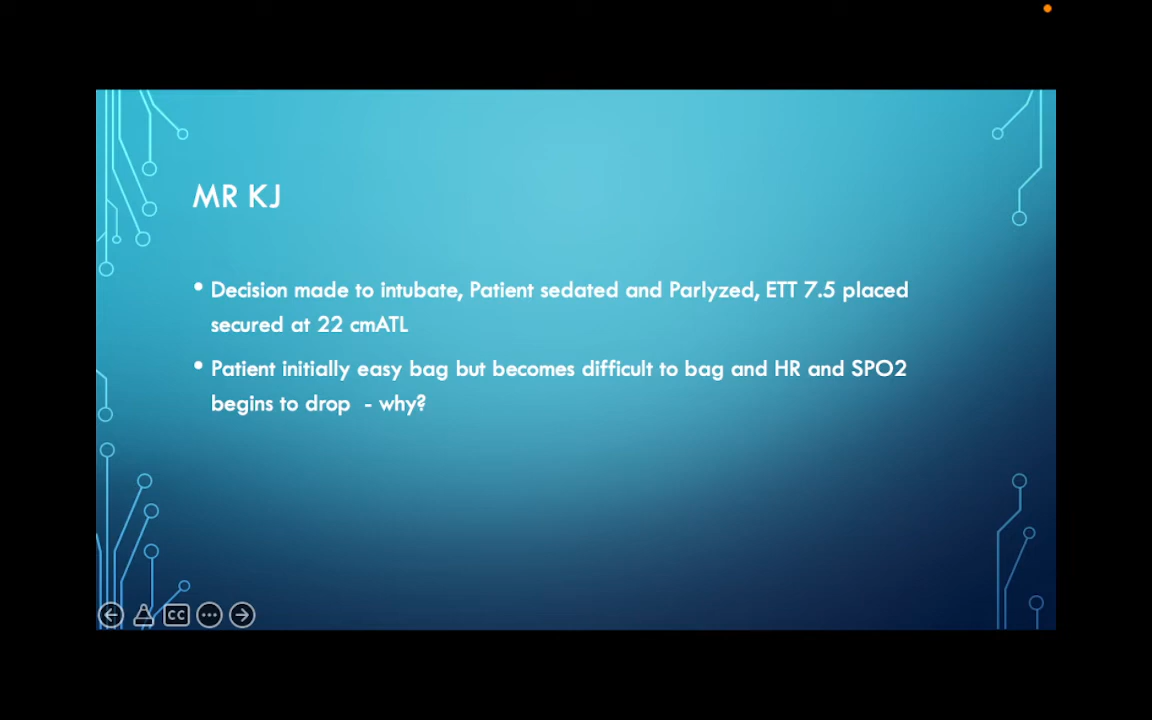 MR KJ
• Decision made to intubate, Patient sedated and Parlyzed, ETT 7.5 placed
secured at 22 cmATL
• Patient initially easy bag but becomes difficult to bag and HR and SPO2
begins to drop - why?
CC